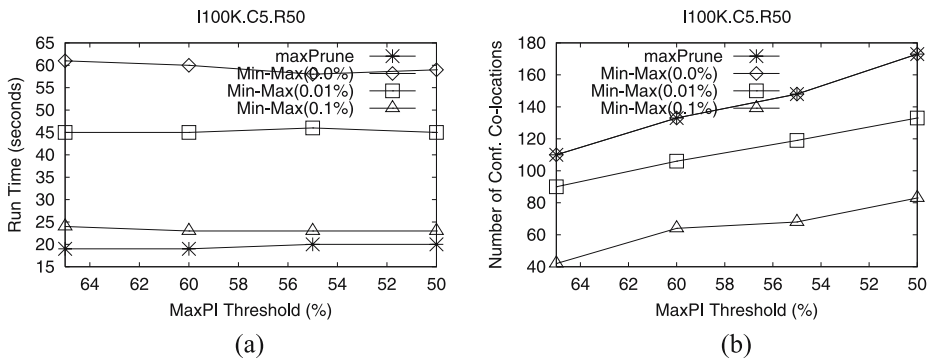 I100K.C5.R50
65
60
55
50
45
40
35
30
25
20
15
Run Time (seconds)
maxPrune
Min-Max(0.0%)
Min-Max(0.01%)
Min-Max(0.1%)
64 62 60 58 56 54 52 50
MaxPI Threshold (%)
(a)
I100K.C5.R50
180
160
140
120
100
80
60
40
Number of Conf. Co-locations
maxPrune
Min-Max(0.0%)
Min-Max(0.01%)
Min-Max(0.1%)
64 62 60 58 56 54 52 50
MaxPI Threshold (%)
(b)